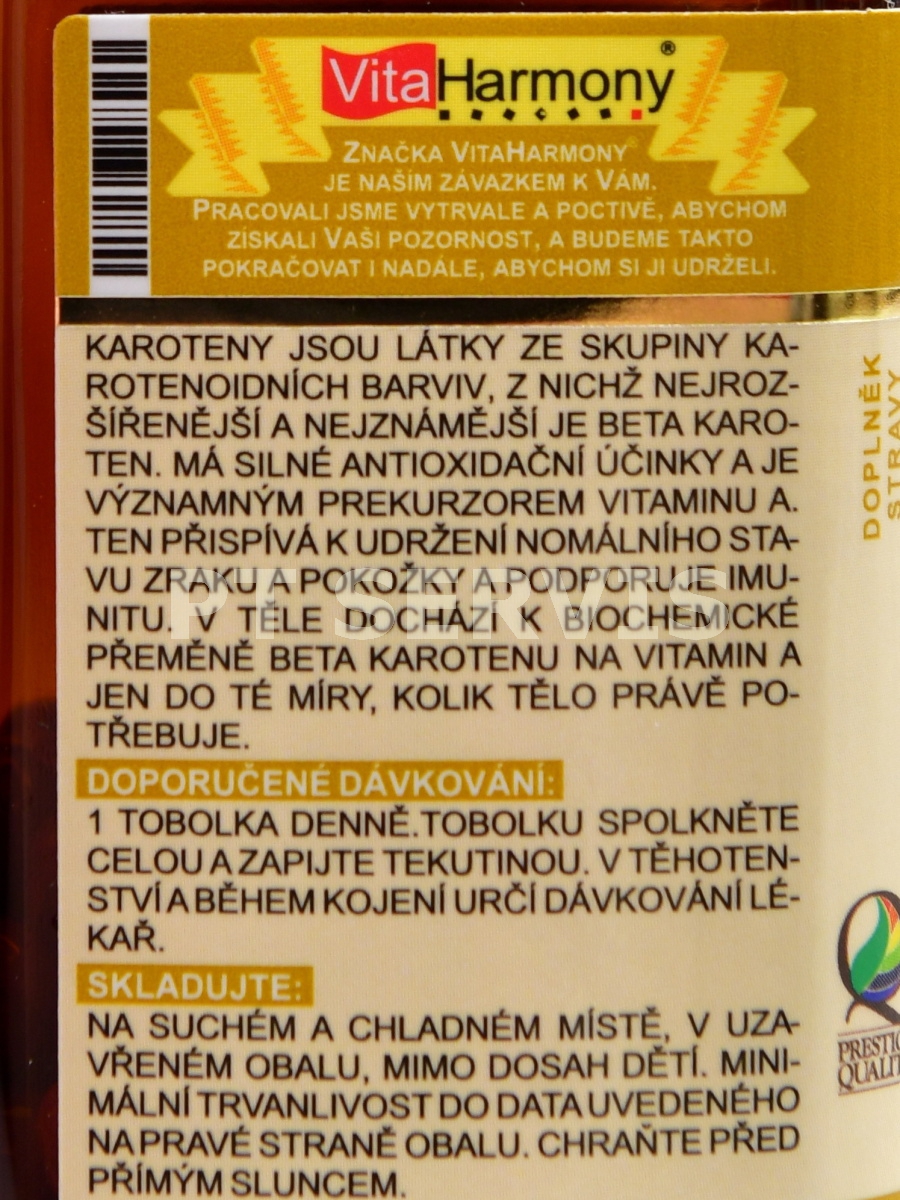 VitaHarmony®
ZNAČKA VITAHARMONY
JE NAŠÍM ZÁVAZKEM K VÁM.
PRACOVALI JSME VYTRVALE A POCTIVĚ, ABYCHOM
ZÍSKALI VAŠI POZORNOST, A BUDEME TAKTO
POKRAČOVAT I NADÁLE, ABYCHOM SI JI UDRŽELI.
KAROTENY JSOU LÁTKY ZE SKUPINY KA-
ROTENOIDNÍCH BARVIV, Z NICHŽ NEJROZ-
ŠÍŘENĚJŠÍ A NEJZNÁMĚJŠÍ JE BETA KARO-
TEN. MÁ SILNÉ ANTIOXIDAČNÍ ÚČINKY A JE
VÝZNAMNÝM PREKURZOREM VITAMINU A.
TEN PŘISPÍVÁ K UDRŽENÍ NOMÁLNÍHO STA-
VU ZRAKU A POKOŽKY A PODPORUJE IMU-
NITU. V TĚLE DOCHÁZÍ K BIOCHEMICKÉ
PŘEMĚNĚ BETA KAROTENU NA VITAMIN A
JEN DO TÉ MÍRY, KOLIK TĚLO PRÁVĚ PO-
TŘEBUJE.
DOPORUČENÉ DÁVKOVÁNÍ:
1 TOBOLKA DENNĚ.TOBOLKU SPOLKNĚTE
CELOU A ZAPIJTE TEKUTINOU. V TĚHOTEN-
STVÍ A BĚHEM KOJENÍ URČÍ DÁVKOVÁNÍ LÉ-
KAŘ.
SKLADUJTE:
NA SUCHÉM A CHLADNÉM MÍSTĚ, V UZA-
VŘENÉM OBALU, MIMO DOSAH DĚTÍ. MINI-
MÁLNÍ TRVANLIVOST DO DATA UVEDENÉHO
NA PRAVÉ STRANĚ OBALU. CHRAŇTE PŘED
PŘÍMÝM SLUNCEM.
DOPLNĚK
STRAVY
PT SERVIS